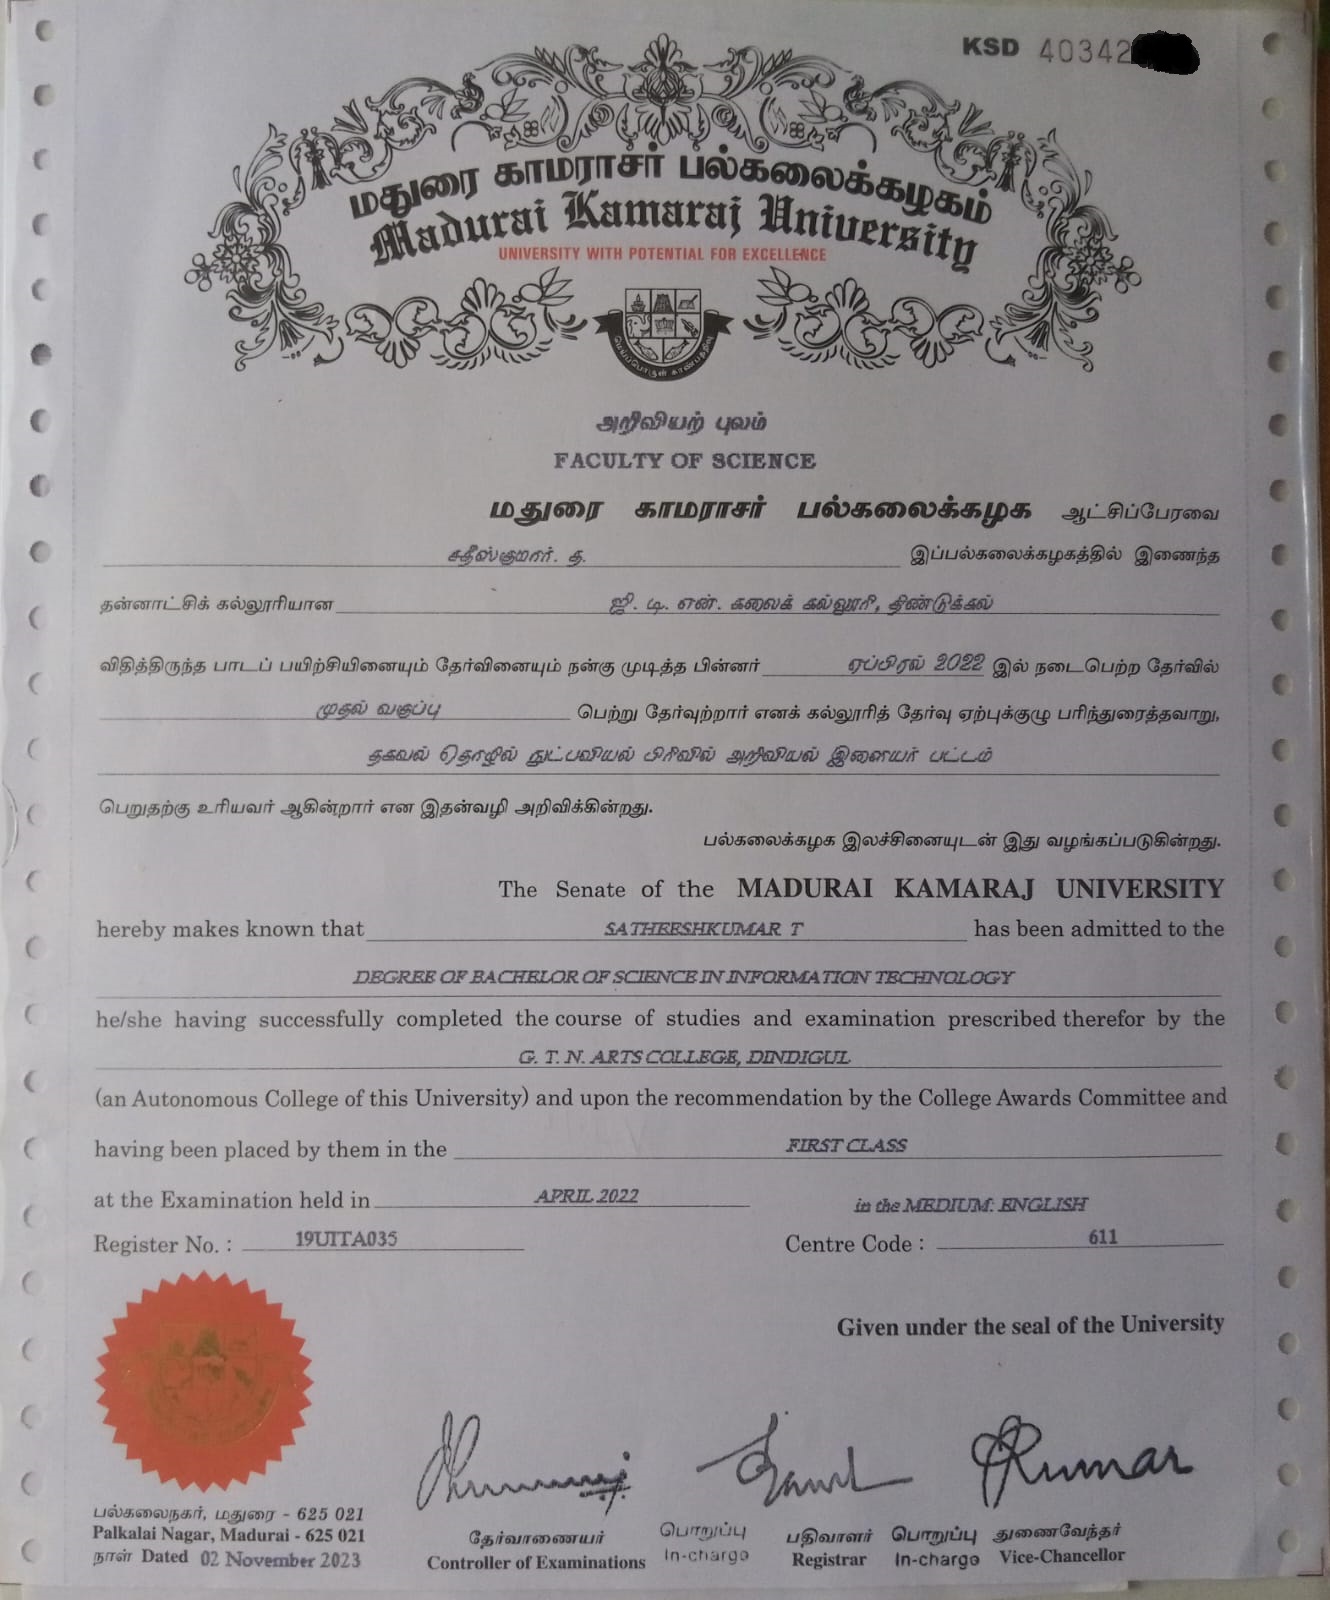 KSD 40342
மதுரை காமராசர் பல்கலைக்கழகம்
Madurai Kamaraj University
UNIVERSITY WITH POTENTIAL FOR EXCELLENCE
அறிவியற் புலம்
FACULTY OF SCIENCE
மதுரை காமராசர் பல்கலைக்கழக ஆட்சிப்பேரவை
சதீஸ்குமார். த. இப்பல்கலைக்கழகத்தில் இணைந்த
தன்னாட்சிக் கல்லூரியான ஜி. டி. என். கலைக் கல்லூரி, திண்டுக்கல்
விதித்திருந்த பாடப் பயிற்சியினையும் தேர்வினையும் நன்கு முடித்த பின்னர் ஏப்பிரல் 2022 இல் நடைபெற்ற தேர்வில்
முதல் வகுப்பு பெற்று தேர்வுற்றார் எனக் கல்லூரித் தேர்வு ஏற்புக்குழு பரிந்துரைத்தவாறு,
தகவல் தொழில் நுட்பவியல் பிரிவில் அறிவியல் இளையர் பட்டம்
பெறுதற்கு உரியவர் ஆகின்றார் என இதன்வழி அறிவிக்கின்றது.
பல்கலைக்கழக இலச்சினையுடன் இது வழங்கப்படுகின்றது.
The Senate of the MADURAI KAMARAJ UNIVERSITY
hereby makes known that SATHEESHKUMAR T has been admitted to the
DEGREE OF BACHELOR OF SCIENCE IN INFORMATION TECHNOLOGY
he/she having successfully completed the course of studies and examination prescribed therefor by the
G. T. N. ARTS COLLEGE, DINDIGUL
(an Autonomous College of this University) and upon the recommendation by the College Awards Committee and
having been placed by them in the FIRST CLASS
at the Examination held in APRIL 2022 in the MEDIUM: ENGLISH
Register No. : 19UITA035 Centre Code : 611
Given under the seal of the University
பல்கலைநகர், மதுரை - 625 021
Palkalai Nagar, Madurai - 625 021
நாள் Dated 02 November 2023
தேர்வாணையர் பொறுப்பு பதிவாளர் பொறுப்பு துணைவேந்தர்
Controller of Examinations In-charge Registrar In-charge Vice-Chancellor